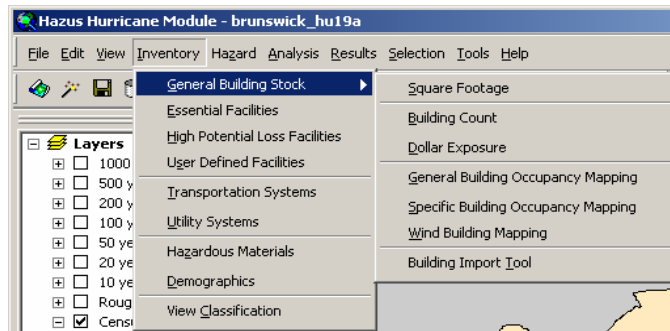 Hazus Hurricane Module - brunswick_hu19a
File Edit View Inventory Hazard Analysis Results Selection Tools Help
General Building Stock
Essential Facilities
High Potential Loss Facilities
User Defined Facilities
Transportation Systems
Utility Systems
Hazardous Materials
Demographics
View Classification
Square Footage
Building Count
Dollar Exposure
General Building Occupancy Mapping
Specific Building Occupancy Mapping
Wind Building Mapping
Building Import Tool
Layers
1000
500 y
200 y
100 y
50 ye
20 ye
10 ye
Roug
Cens